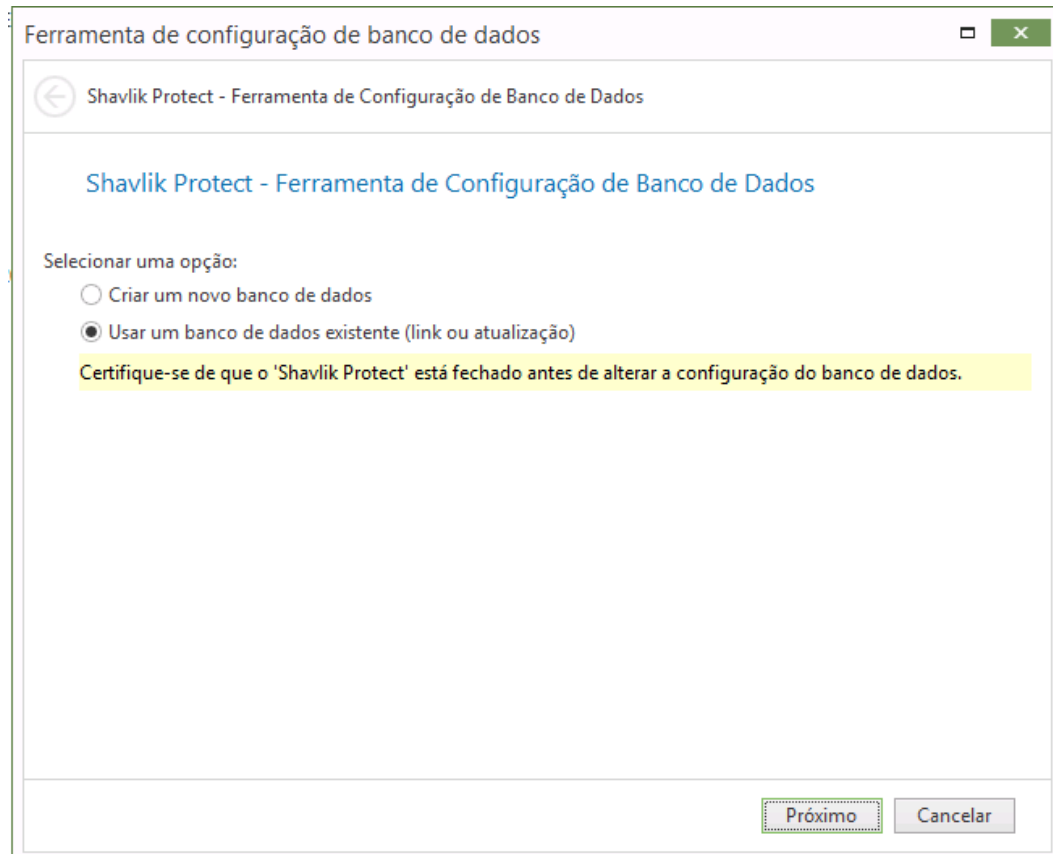 Ferramenta de configuração de banco de dados
Shavlik Protect - Ferramenta de Configuração de Banco de Dados
Shavlik Protect - Ferramenta de Configuração de Banco de Dados
Selecionar uma opção:
Criar um novo banco de dados
Usar um banco de dados existente (link ou atualização)
Certifique-se de que o 'Shavlik Protect' está fechado antes de alterar a configuração do banco de dados.
Próximo
Cancelar